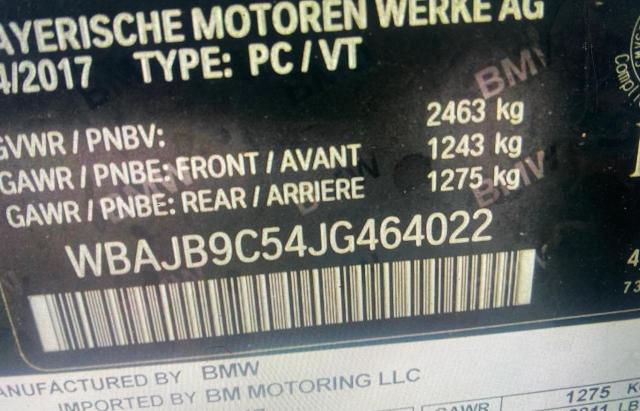 AYERISCHE MOTOREN WERKE AG
4/2017 TYPE: PC / VT
GVWR / PNBV: 2463 kg
GAWR / PNBE: FRONT / AVANT 1243 kg
GAWR / PNBE: REAR / ARRIERE 1275 kg
WBAJB9C54JG464022
ANUFACTURED BY BMW
IMPORTED BY BM MOTORING LLC
GAWR 1275 K